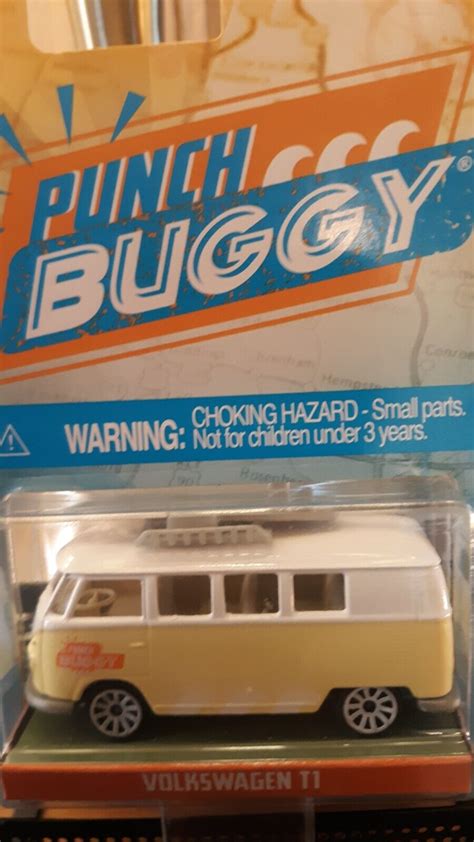 PUNCH
BUGGY®
WARNING: CHOKING HAZARD - Small parts.
Not for children under 3 years.
PUNCH
BUGGY
VOLKSWAGEN T1